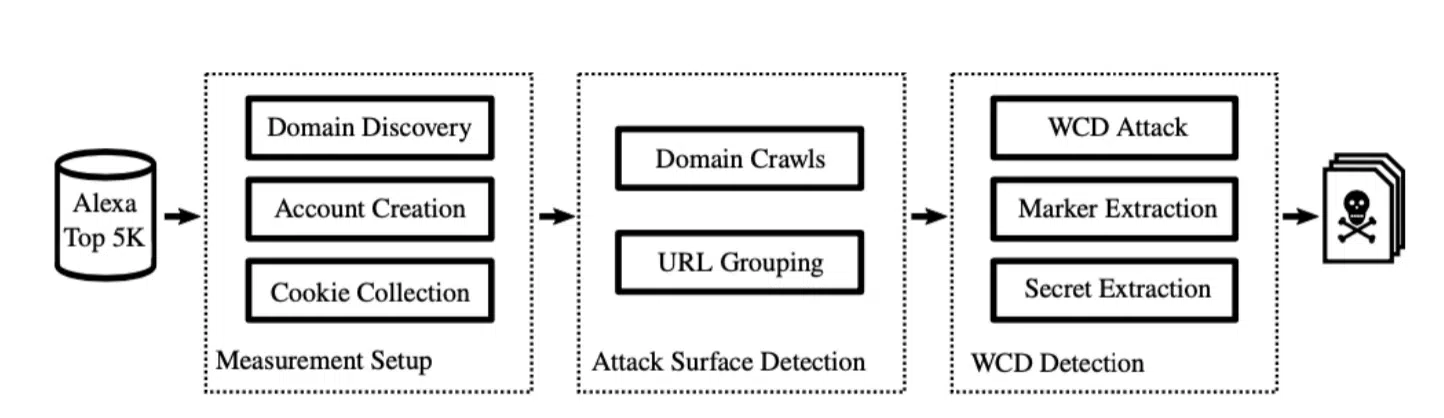 Alexa
Top 5K
Domain Discovery
Account Creation
Cookie Collection
Measurement Setup
Domain Crawls
URL Grouping
Attack Surface Detection
WCD Attack
Marker Extraction
Secret Extraction
WCD Detection